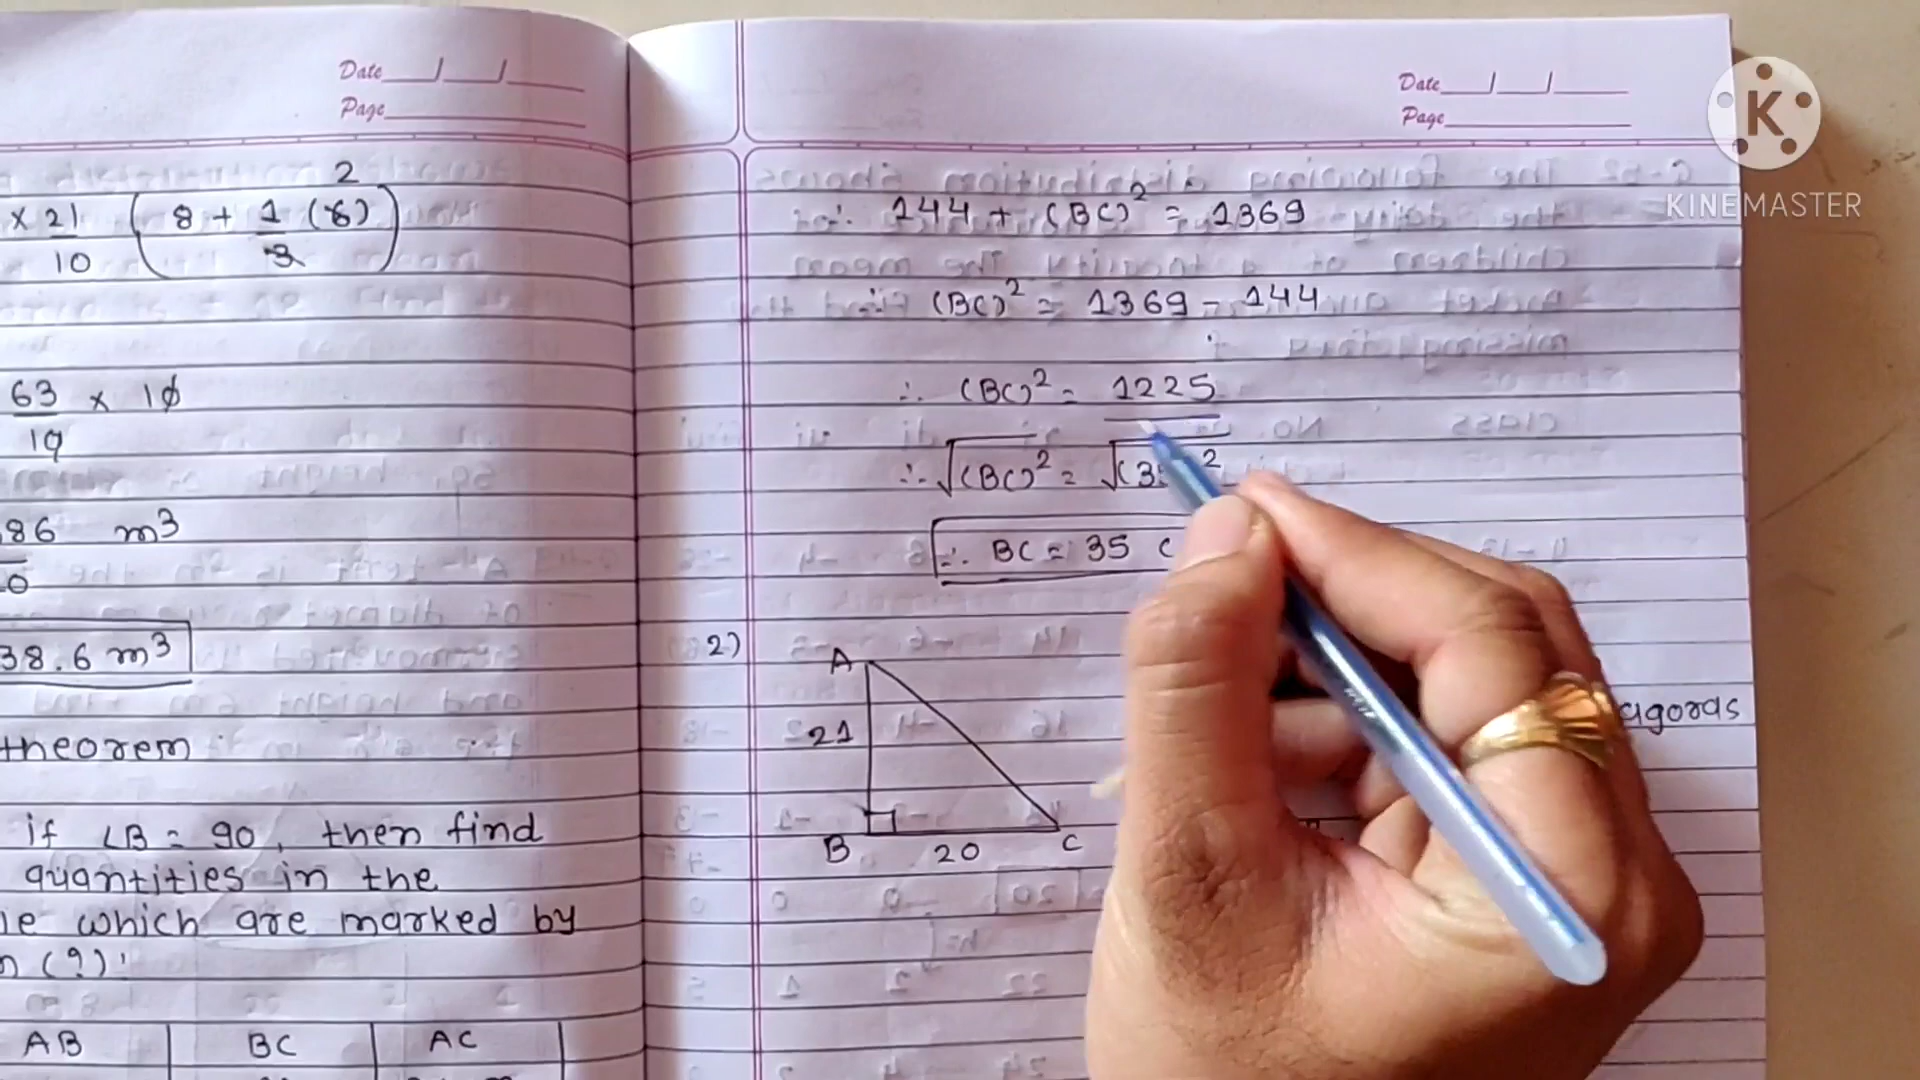 Date
Page
2
× 21 ( 8 + 1 (6) )
10 3
63 × 10
10
86 m³
0
38.6 m³
theorem
if ∠B = 90, then find
quantities in the
which are marked by
(?)
AB BC AC
Date
Page
∴ 144 + (BC)² = 1369
∴ (BC)² = 1369 - 144
∴ (BC)² = 1225
∴ √(BC)² = √(35)²
∴ BC = 35 c
2)
A
21
agoras
B 20 C
K
KINEMASTER